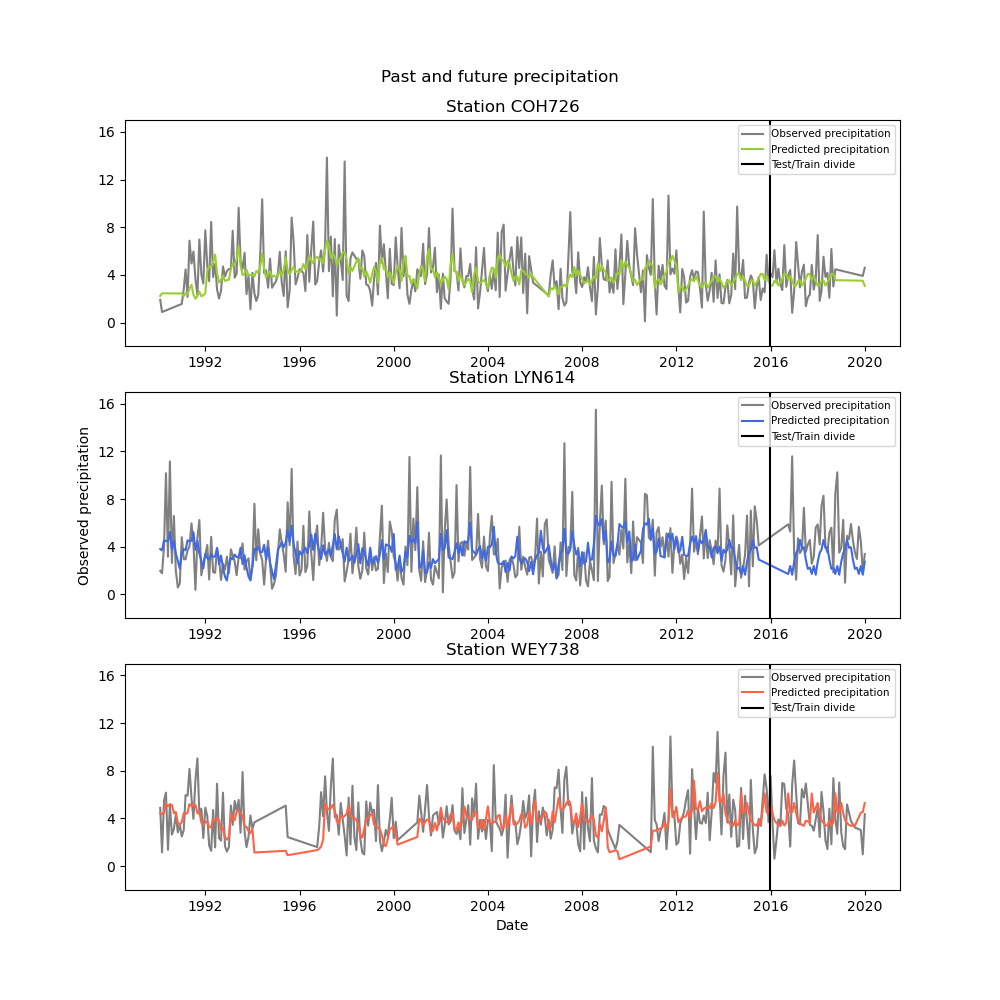 Past and future precipitation
Station COH726
16
12
8
4
0
Observed precipitation
Predicted precipitation
Test/Train divide
1992 1996 2000 2004 2008 2012 2016 2020
Station LYN614
Observed precipitation
16
12
8
4
0
Observed precipitation
Predicted precipitation
Test/Train divide
1992 1996 2000 2004 2008 2012 2016 2020
Station WEY738
16
12
8
4
0
Observed precipitation
Predicted precipitation
Test/Train divide
1992 1996 2000 2004 2008 2012 2016 2020
Date